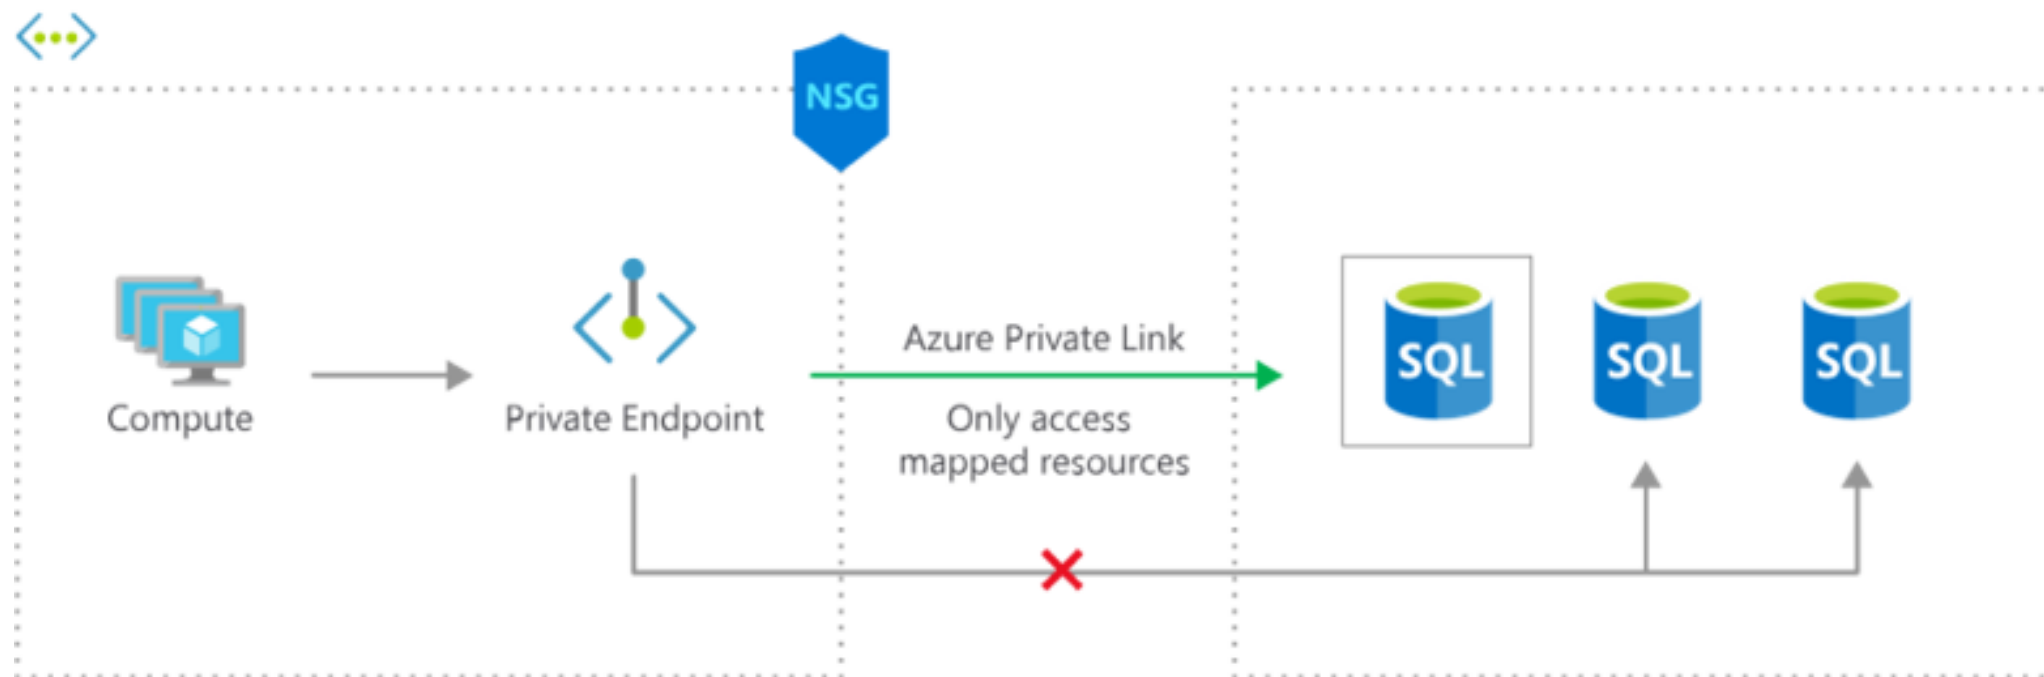 NSG
Compute
Private Endpoint
Azure Private Link
Only access
mapped resources
SQL
SQL
SQL